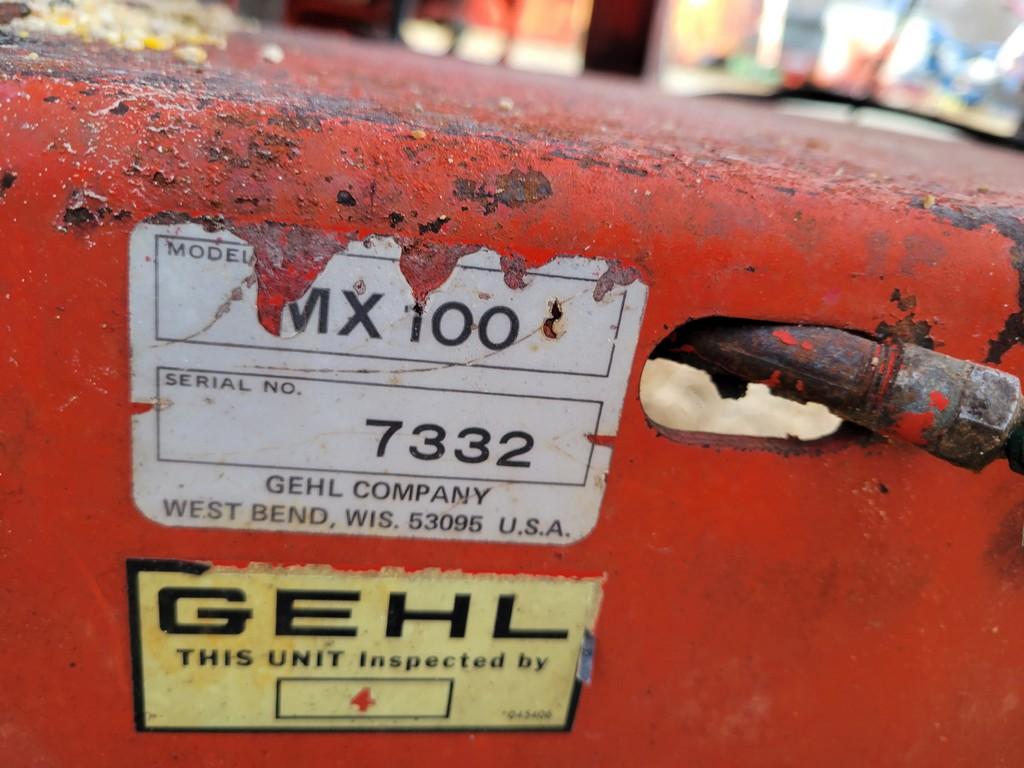 MODEL
MX 100
SERIAL NO.
7332
GEHL COMPANY
WEST BEND, WIS. 53095 U.S.A.
GEHL
THIS UNIT Inspected by
4